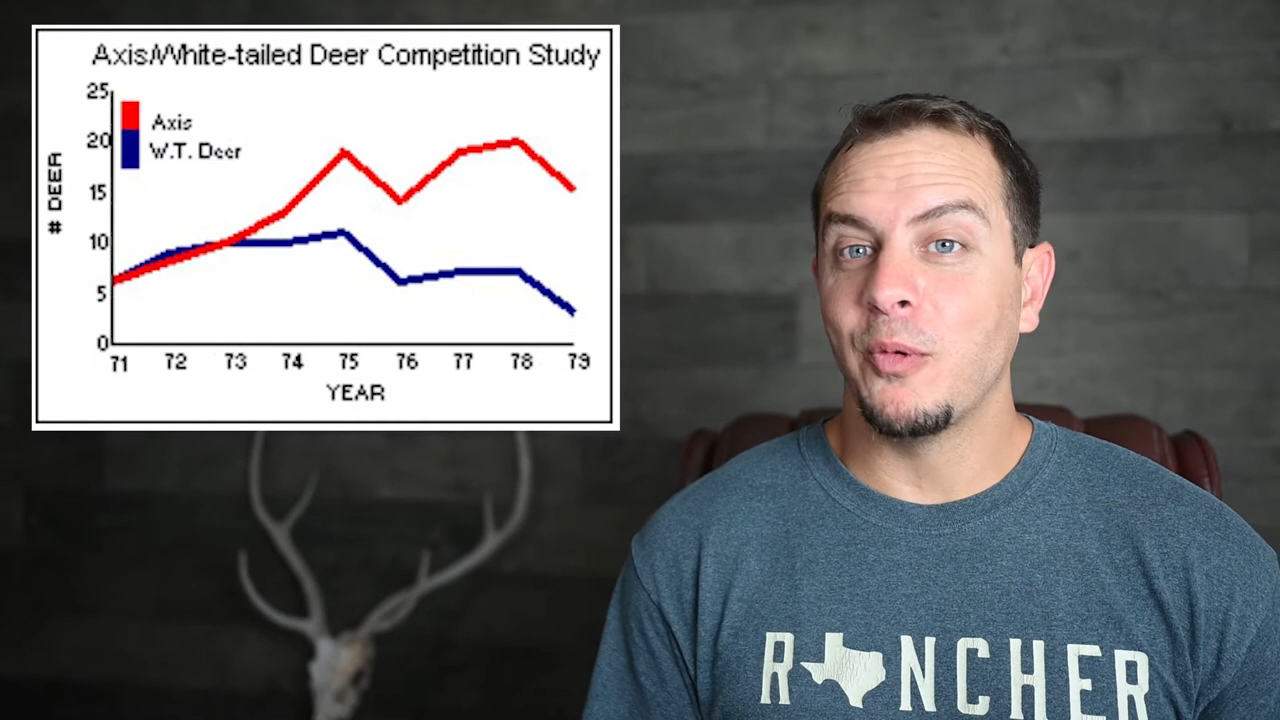 Axis/White-tailed Deer Competition Study
25
Axis
20
W.T. Deer
15
# DEER
10
5
0
71 72 73 74 75 76 77 78 79
YEAR
R NCHER